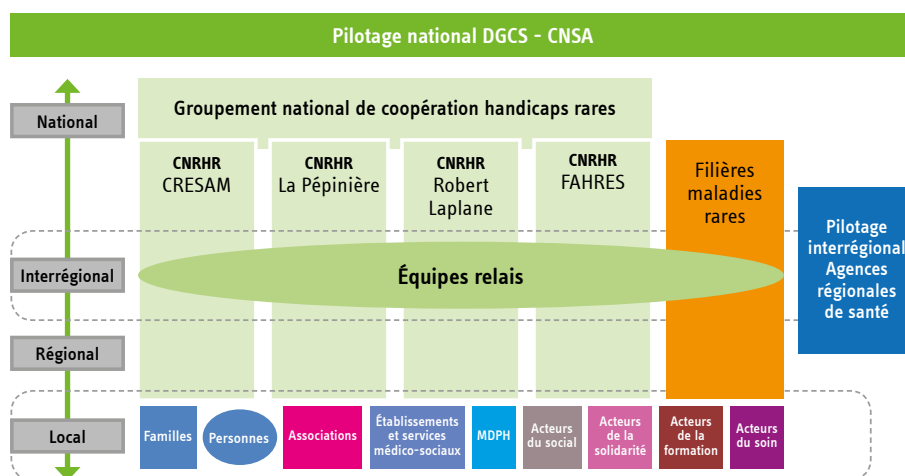 Pilotage national DGCS - CNSA
National
Groupement national de coopération handicaps rares
CNRHR
CRESAM
CNRHR
La Pépinière
CNRHR
Robert
Laplane
CNRHR
FAHRES
Filières
maladies
rares
Pilotage
interrégional
Agences
régionales
de santé
Interrégional
Équipes relais
Régional
Local
Familles
Personnes
Associations
Établissements
et services
médico-sociaux
MDPH
Acteurs
du social
Acteurs
de la
solidarité
Acteurs
de la
formation
Acteurs
du soin